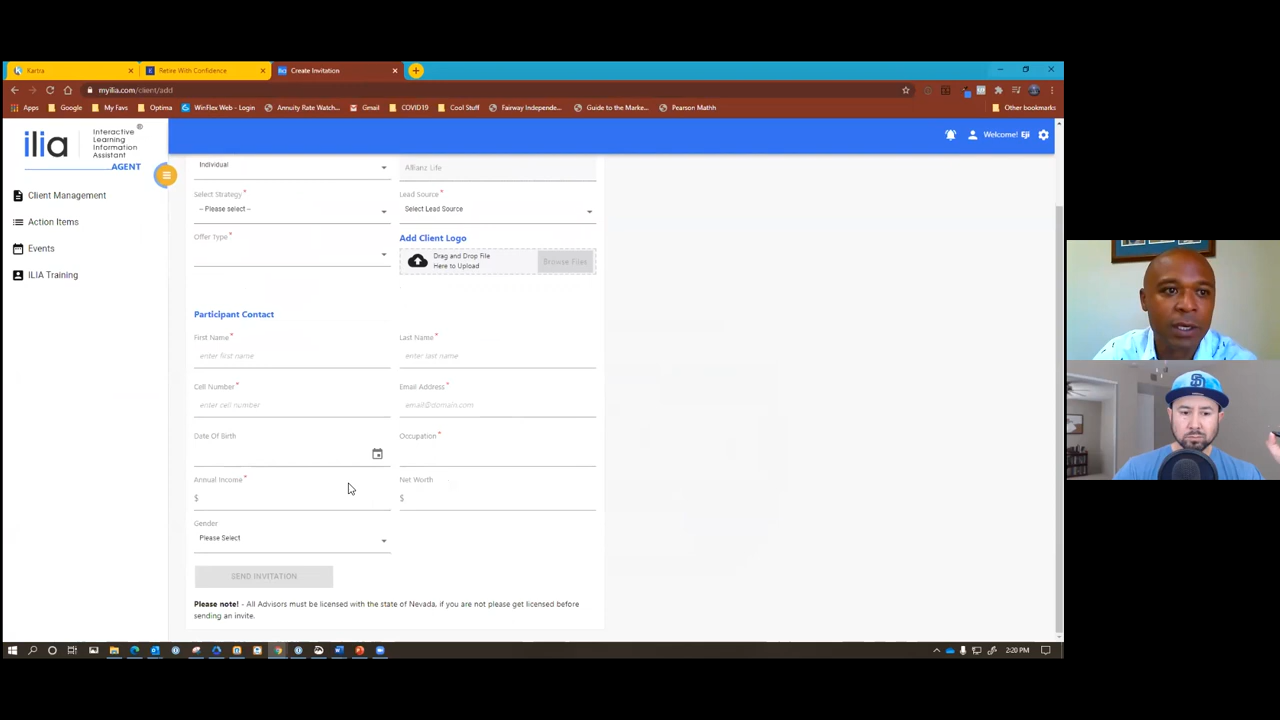 Kartra
Retire With Confidence
Create Invitation
myilia.com/client/add
Apps
Google
My Favs
Optima
WinFlex Web - Login
Annuity Rate Watch...
Gmail
COVID19
Cool Stuff
Fairway Independe...
Guide to the Marke...
Pearson Mathh
Other bookmarks
ilia
Interactive
Learning
Information
Assistant
®
AGENT
Welcome! Eji
Client Management
Action Items
Events
ILIA Training
Individual
Allianz Life
Select Strategy *
-- Please select --
Lead Source *
Select Lead Source
Offer Type *
Add Client Logo
Drag and Drop File
Here to Upload
Browse Files
Participant Contact
First Name *
enter first name
Last Name *
enter last name
Cell Number *
enter cell number
Email Address *
email@domain.com
Date Of Birth
Occupation *
Annual Income *
$
Net Worth
$
Gender
Please Select
SEND INVITATION
Please note! - All Advisors must be licensed with the state of Nevada, if you are not please get licensed before
sending an invite.
2:20 PM